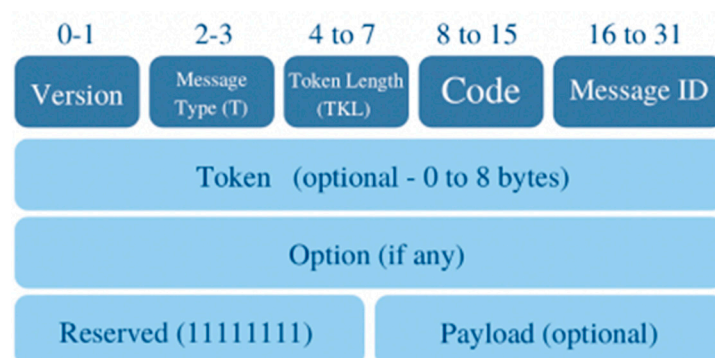 0-1 2-3 4 to 7 8 to 15 16 to 31
Version Message Type (T) Token Length (TKL) Code Message ID
Token (optional - 0 to 8 bytes)
Option (if any)
Reserved (11111111) Payload (optional)